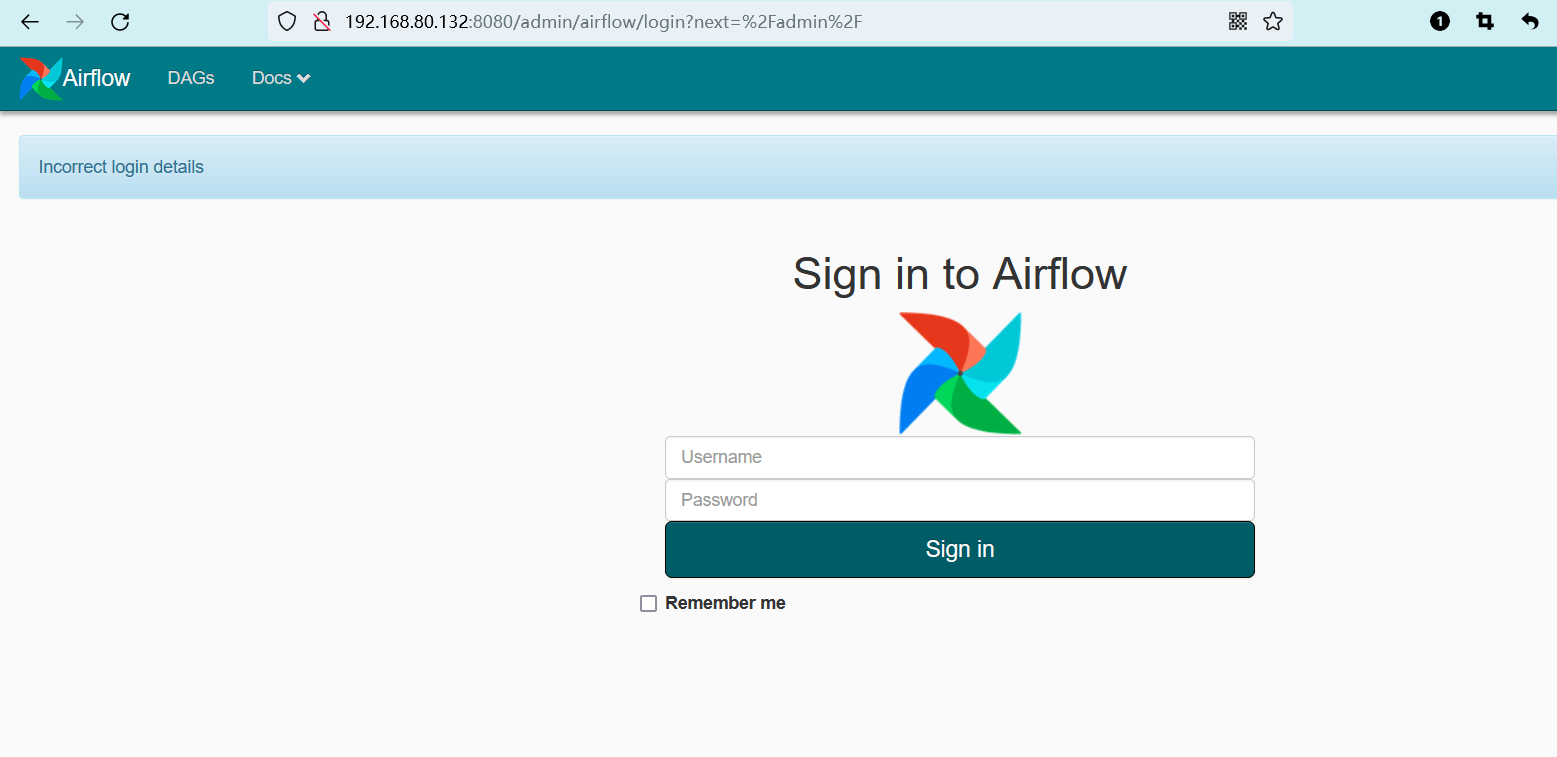 192.168.80.132:8080/admin/airflow/login?next=%2Fadmin%2F
1
Airflow DAGs Docs
Incorrect login details
Sign in to Airflow
Username
Password
Sign in
Remember me